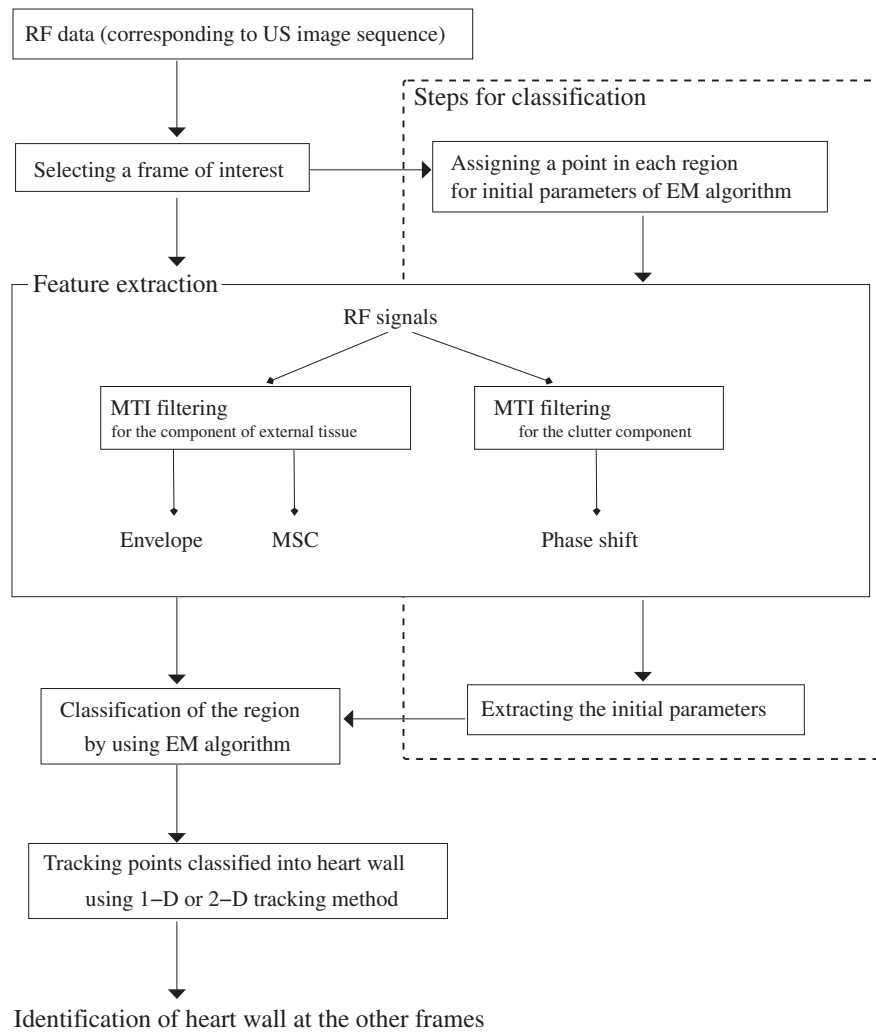 RF data (corresponding to US image sequence)
Steps for classification
Selecting a frame of interest
Assigning a point in each region
for initial parameters of EM algorithm
Feature extraction
RF signals
MTI filtering
for the component of external tissue
MTI filtering
for the clutter component
Envelope
MSC
Phase shift
Classification of the region
by using EM algorithm
Extracting the initial parameters
Tracking points classified into heart wall
using 1−D or 2−D tracking method
Identification of heart wall at the other frames